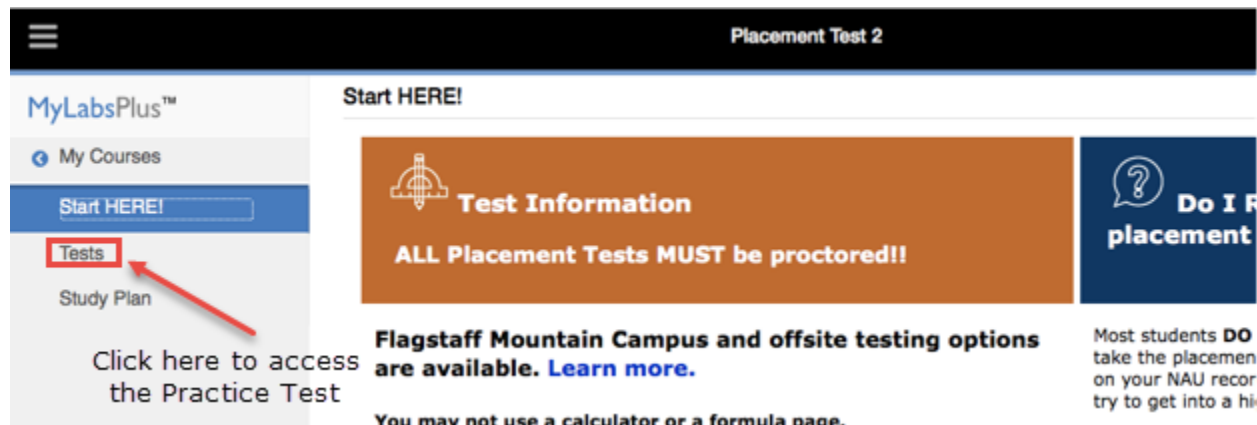 Placement Test 2
MyLabsPlus™
My Courses
Start HERE!
Tests
Study Plan
Click here to access
the Practice Test
Start HERE!
Test Information
ALL Placement Tests MUST be proctored!!
Flagstaff Mountain Campus and offsite testing options
are available. Learn more.
You may not use a calculator or a formula page.
Do I R
placement
Most students DO
take the placemen
on your NAU recor
try to get into a hi